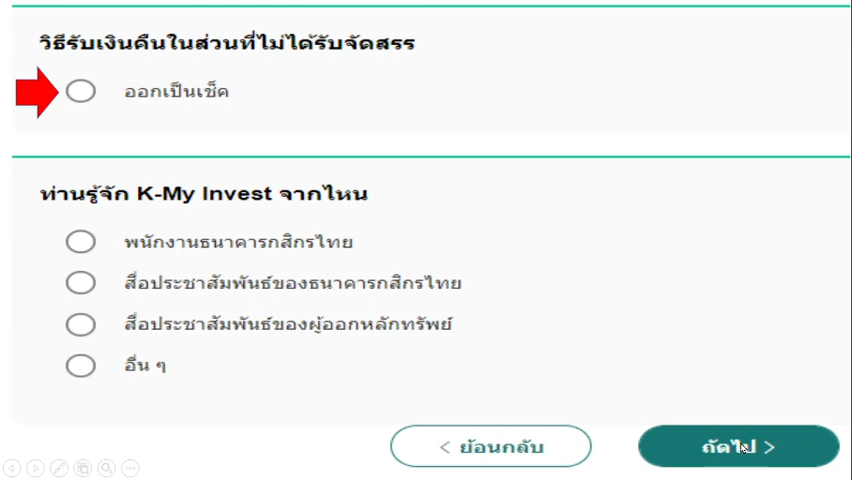 วิธีรับเงินคืนในส่วนที่ไม่ได้รับจัดสรร
ออกเป็นเช็ค
ท่านรู้จัก K-My Invest จากไหน
พนักงานธนาคารกสิกรไทย
สื่อประชาสัมพันธ์ของธนาคารกสิกรไทย
สื่อประชาสัมพันธ์ของผู้ออกหลักทรัพย์
อื่น ๆ
< ย้อนกลับ
ถัดไป >